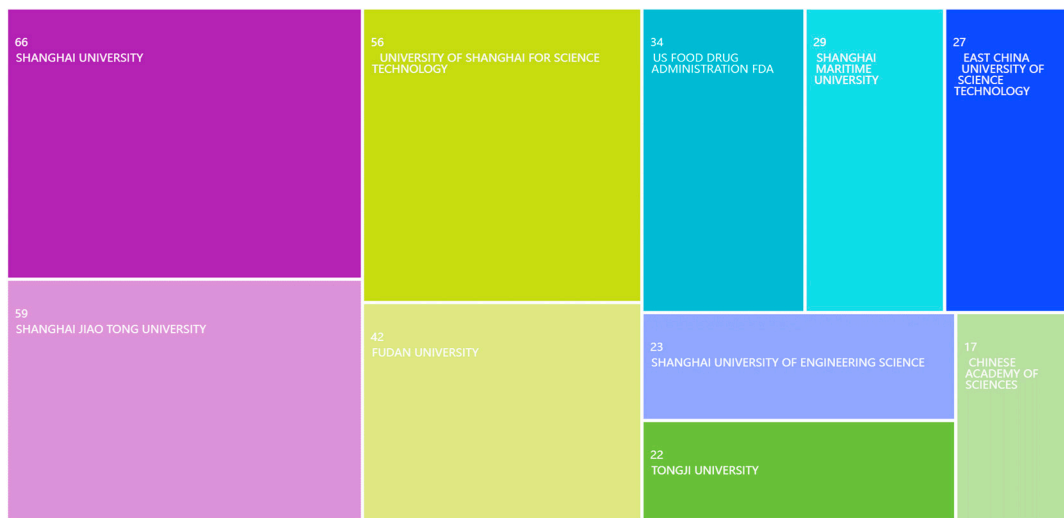 66
SHANGHAI UNIVERSITY
56
UNIVERSITY OF SHANGHAI FOR SCIENCE
TECHNOLOGY
34
US FOOD DRUG
ADMINISTRATION FDA
29
SHANGHAI
MARITIME
UNIVERSITY
27
EAST CHINA
UNIVERSITY OF
SCIENCE
TECHNOLOGY
59
SHANGHAI JIAO TONG UNIVERSITY
42
FUDAN UNIVERSITY
23
SHANGHAI UNIVERSITY OF ENGINEERING SCIENCE
17
CHINESE
ACADEMY OF
SCIENCES
22
TONGJI UNIVERSITY